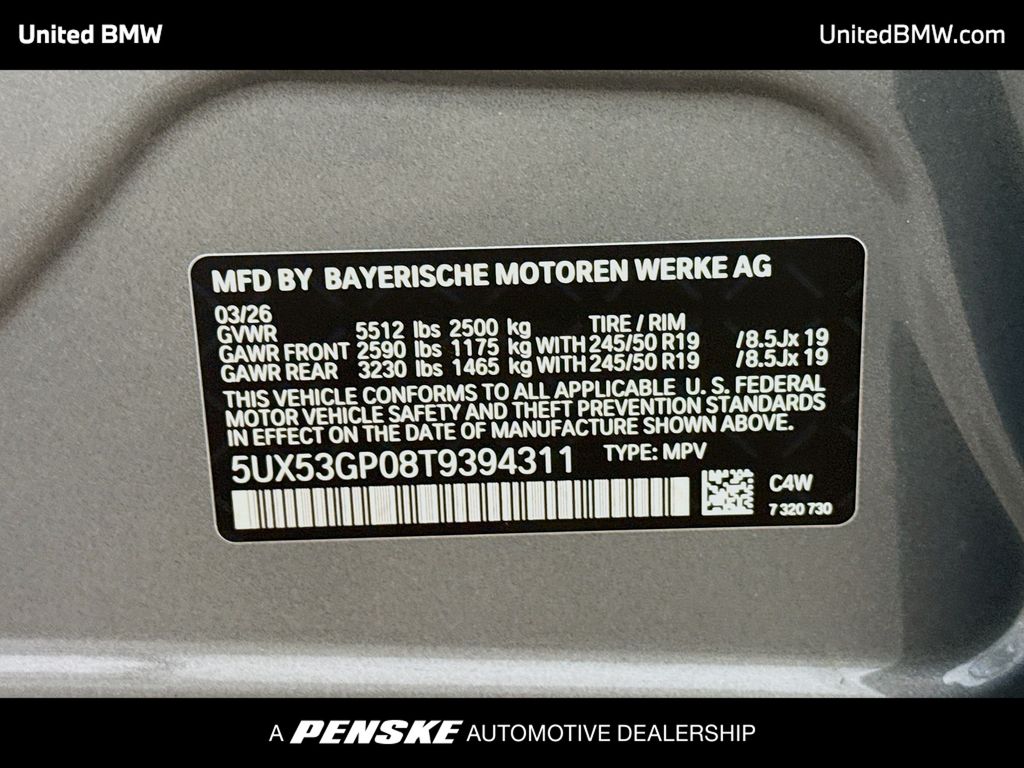 United BMW
UnitedBMW.com
MFD BY BAYERISCHE MOTOREN WERKE AG
03/26
GVWR 5512 lbs 2500 kg TIRE / RIM
GAWR FRONT 2590 lbs 1175 kg WITH 245/50 R19 /8.5Jx 19
GAWR REAR 3230 lbs 1465 kg WITH 245/50 R19 /8.5Jx 19
THIS VEHICLE CONFORMS TO ALL APPLICABLE U. S. FEDERAL
MOTOR VEHICLE SAFETY AND THEFT PREVENTION STANDARDS
IN EFFECT ON THE DATE OF MANUFACTURE SHOWN ABOVE.
5UX53GP08T9394311 TYPE: MPV
C4W
7 320 730
A PENSKE AUTOMOTIVE DEALERSHIP